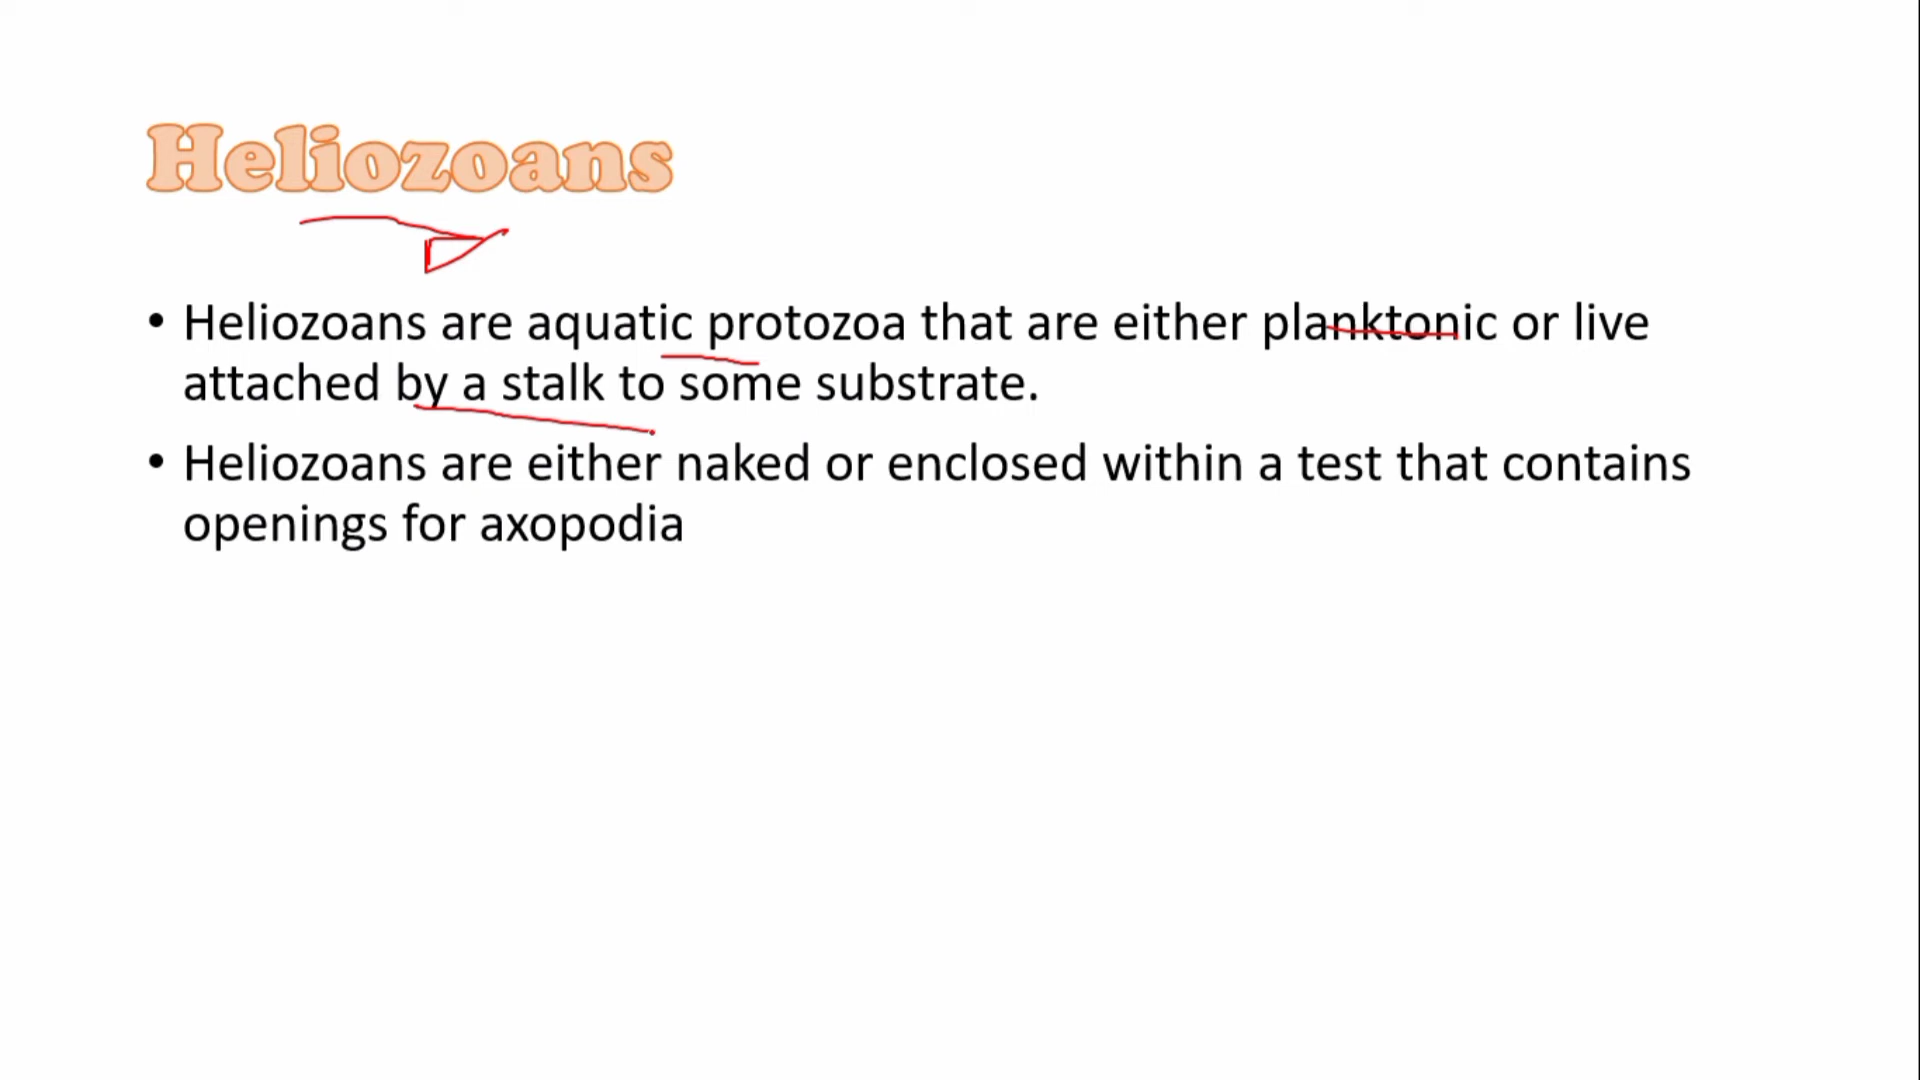 Heliozoans
• Heliozoans are aquatic protozoa that are either planktonic or live
attached by a stalk to some substrate.
• Heliozoans are either naked or enclosed within a test that contains
openings for axopodia